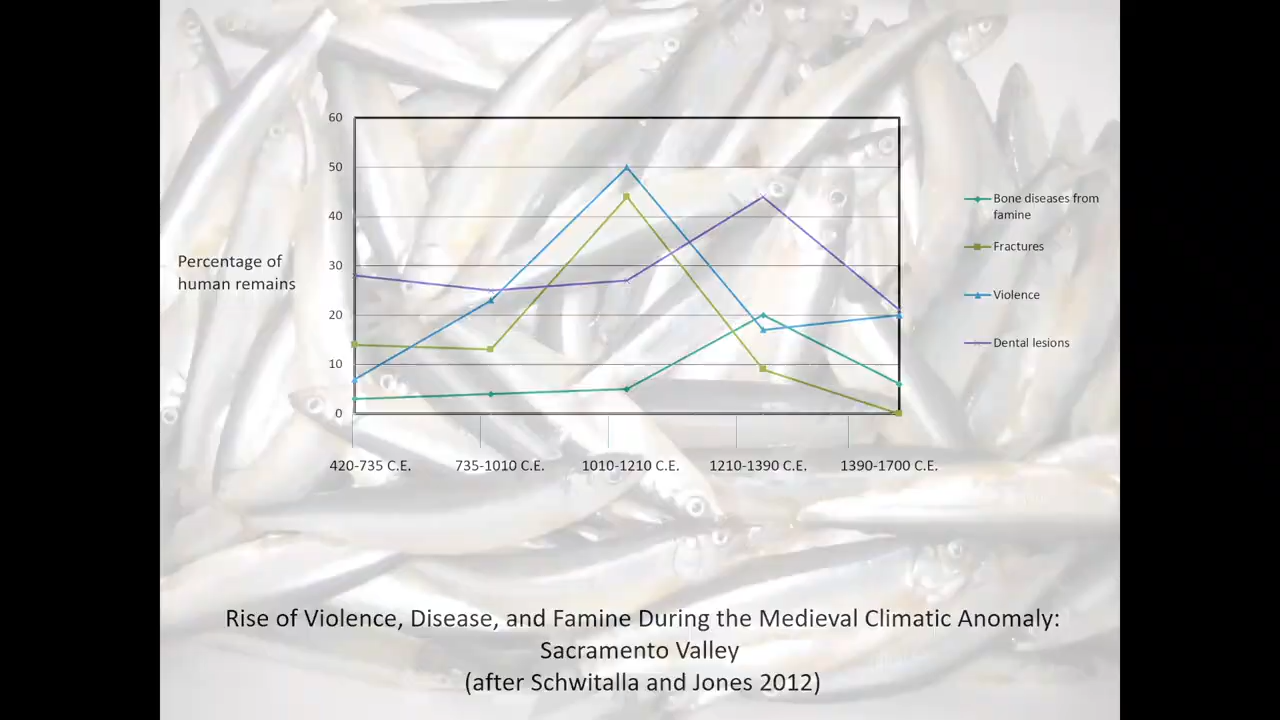 60
50
40
30
20
10
0
Percentage of
human remains
420-735 C.E.
735-1010 C.E.
1010-1210 C.E.
1210-1390 C.E.
1390-1700 C.E.
Bone diseases from
famine
Fractures
Violence
Dental lesions
Rise of Violence, Disease, and Famine During the Medieval Climatic Anomaly:
Sacramento Valley
(after Schwitalla and Jones 2012)